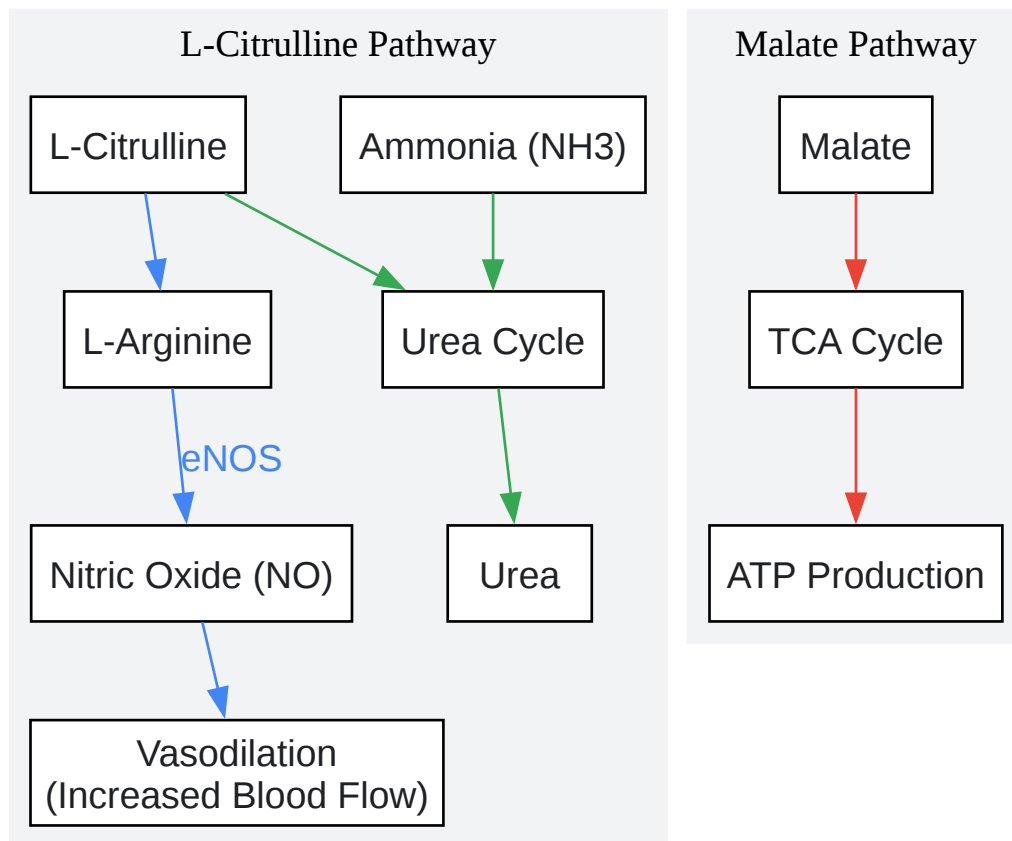 L-Citrulline Pathway
Malate Pathway
L-Citrulline
Ammonia (NH3)
Malate
L-Arginine
Urea Cycle
TCA Cycle
eNOS
Nitric Oxide (NO)
Urea
ATP Production
Vasodilation
(Increased Blood Flow)